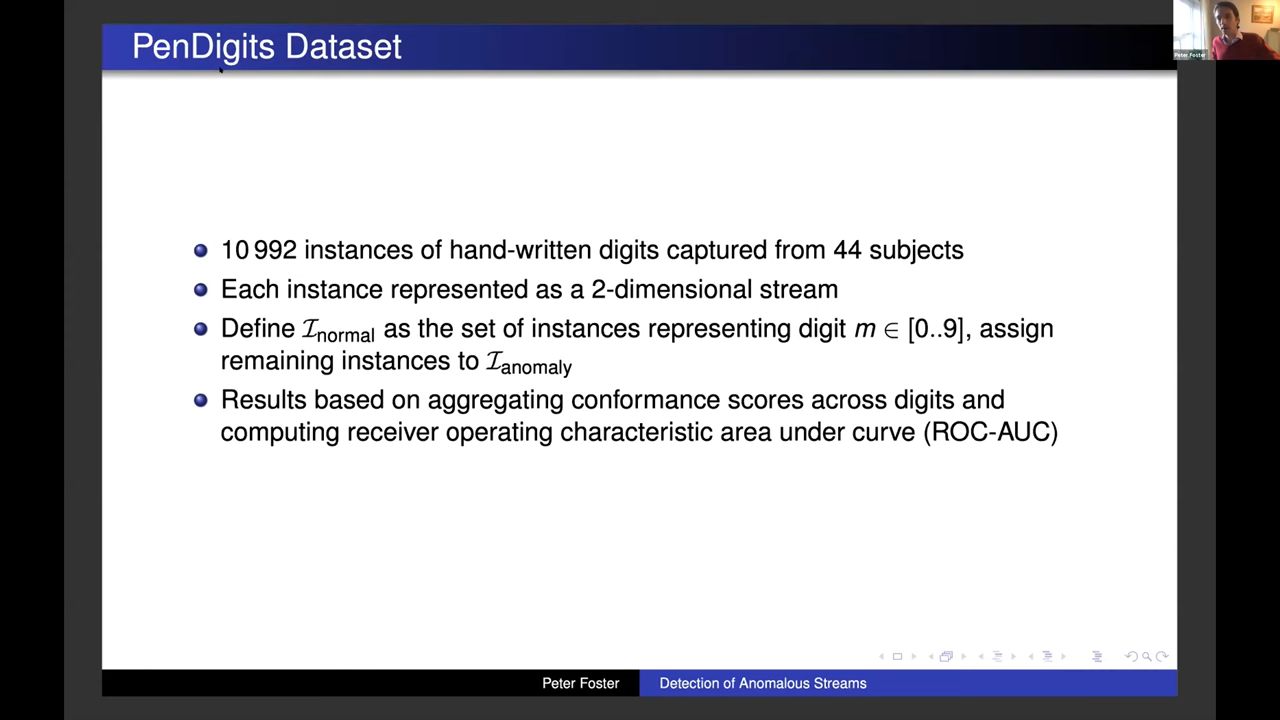 PenDigits Dataset
Peter Foster
10 992 instances of hand-written digits captured from 44 subjects
Each instance represented as a 2-dimensional stream
Define ℐnormal as the set of instances representing digit m ∈ [0..9], assign
remaining instances to ℐanomaly
Results based on aggregating conformance scores across digits and
computing receiver operating characteristic area under curve (ROC-AUC)
Peter Foster
Detection of Anomalous Streams